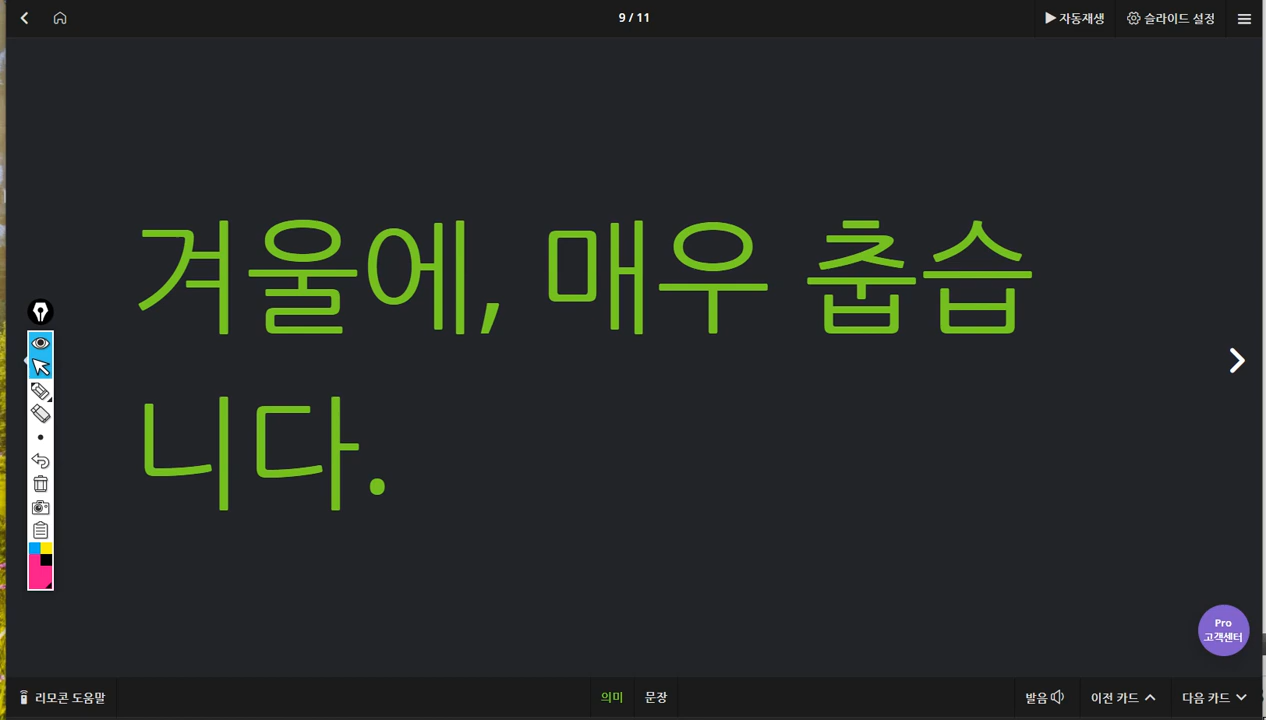 9 / 11
자동재생
슬라이드 설정
겨울에, 매우 춥습
니다.
Pro
고객센터
리모콘 도움말
의미
문장
발음
이전 카드
다음 카드